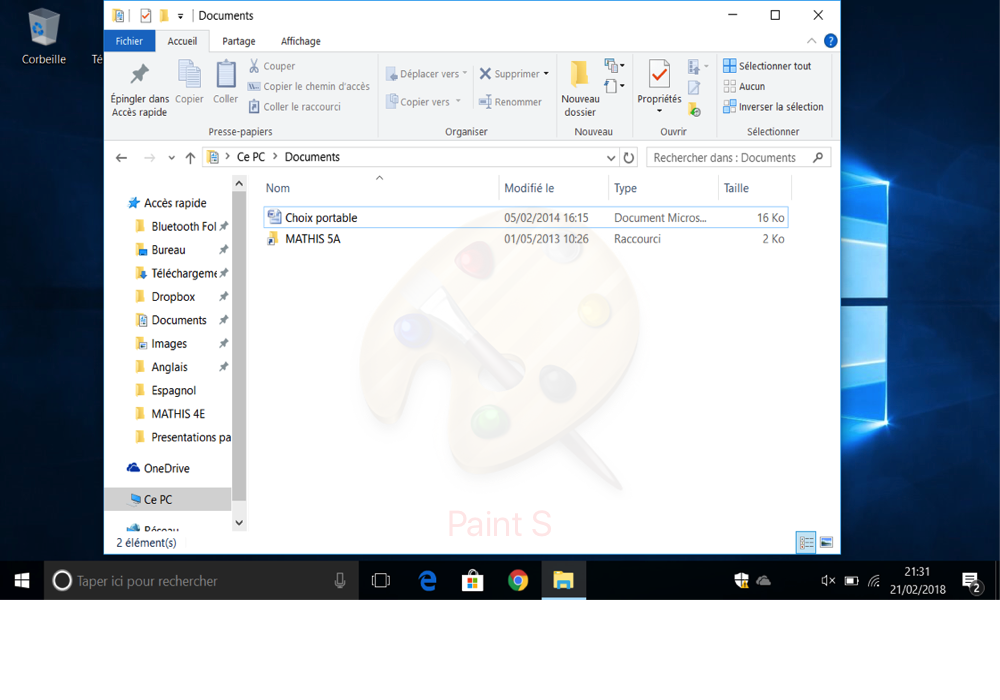 Corbeille
Té
Documents
Fichier Accueil Partage Affichage
Épingler dans Accès rapide
Copier
Coller
Couper
Copier le chemin d'accès
Coller le raccourci
Presse-papiers
Déplacer vers
Copier vers
Supprimer
Renommer
Organiser
Nouveau dossier
Nouveau
Propriétés
Ouvrir
Sélectionner tout
Aucun
Inverser la sélection
Sélectionner
Ce PC > Documents
Rechercher dans : Documents
Nom Modifié le Type Taille
Choix portable 05/02/2014 16:15 Document Micros... 16 Ko
MATHIS 5A 01/05/2013 10:26 Raccourci 2 Ko
Accès rapide
Bluetooth Fol
Bureau
Téléchargeme
Dropbox
Documents
Images
Anglais
Espagnol
MATHIS 4E
Presentations pa
OneDrive
Ce PC
Réseau
2 élément(s)
Paint S
Taper ici pour rechercher
21:31
21/02/2018
2